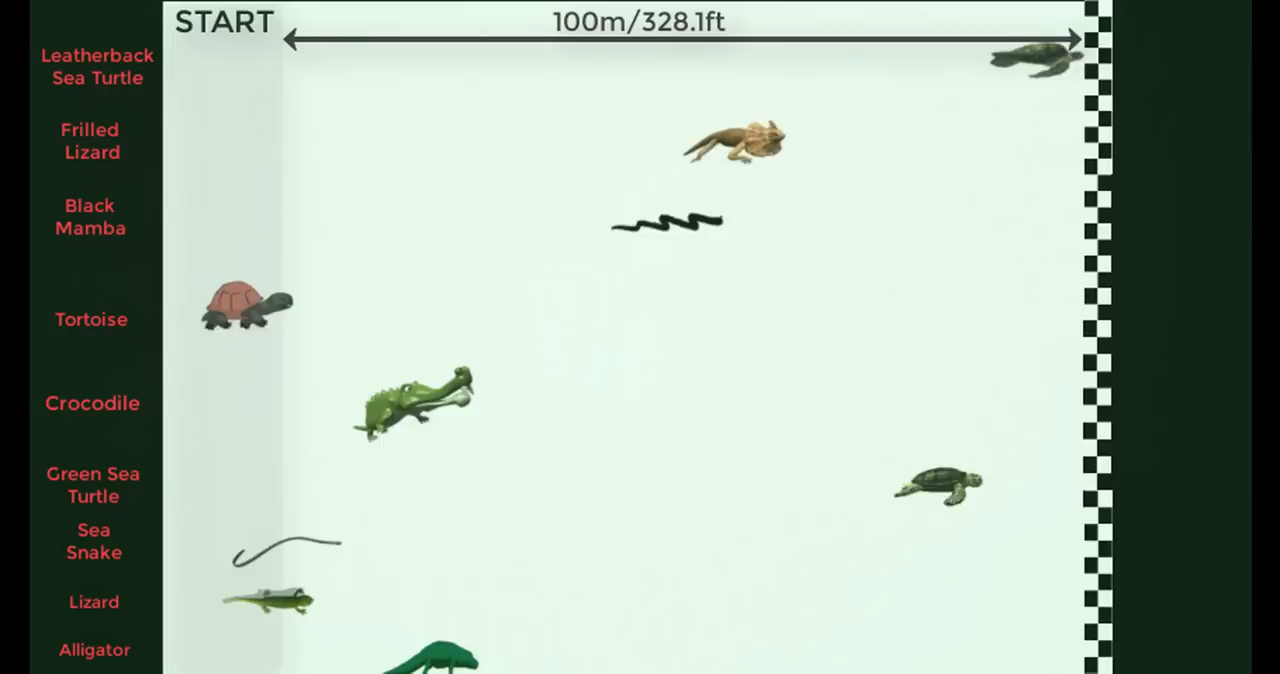 START
100m/328.1ft
Leatherback
Sea Turtle
Frilled
Lizard
Black
Mamba
Tortoise
Crocodile
Green Sea
Turtle
Sea
Snake
Lizard
Alligator